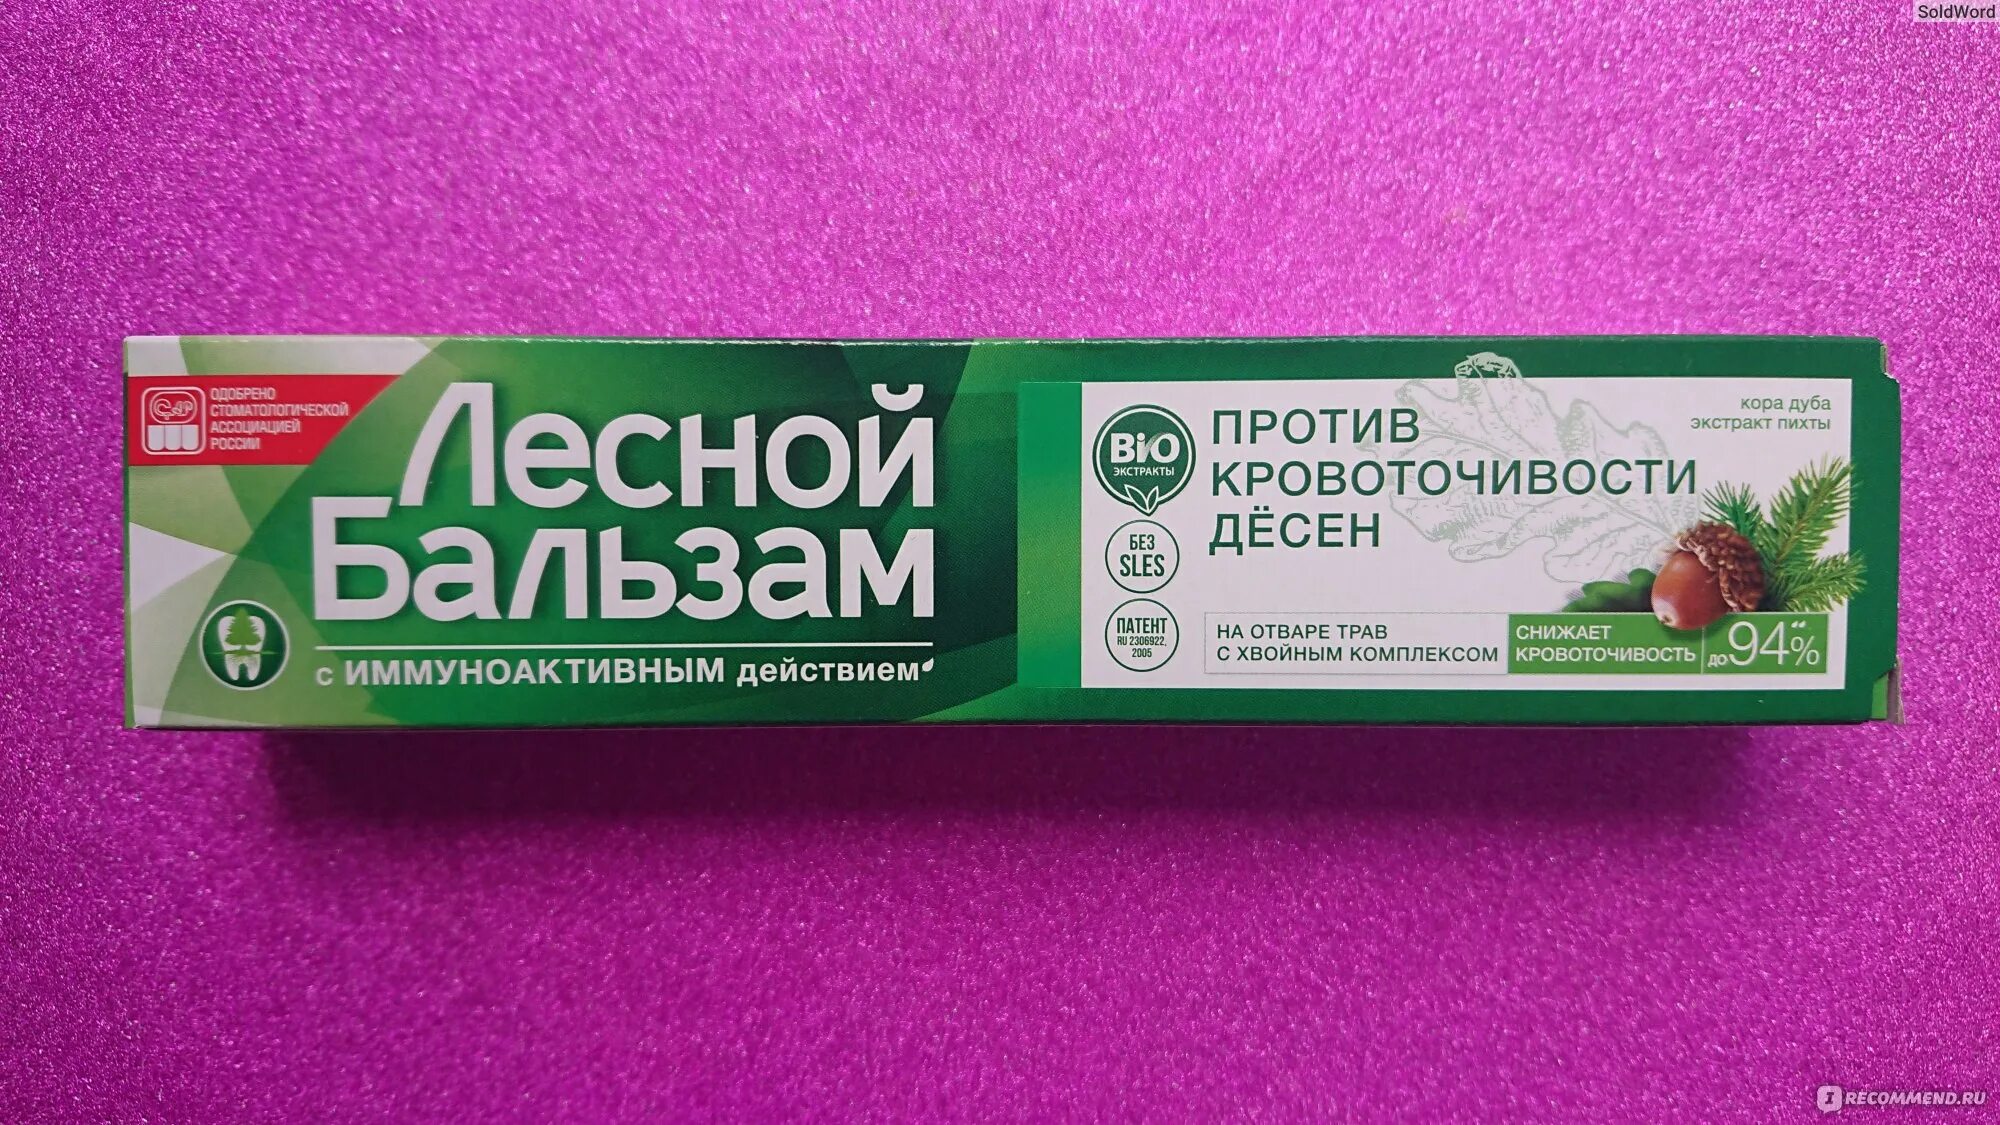 SoldWord
ОДОБРЕНО
СТОМАТОЛОГИЧЕСКОЙ
АССОЦИАЦИЕЙ
РОССИИ
Лесной
Бальзам
с ИММУНОАКТИВНЫМ действием
BIO
ЭКСТРАКТЫ
БЕЗ
SLES
ПАТЕНТ
RU 2306922,
2005
ПРОТИВ
КРОВОТОЧИВОСТИ
ДЁСЕН
кора дуба
экстракт пихты
НА ОТВАРЕ ТРАВ
С ХВОЙНЫМ КОМПЛЕКСОМ
СНИЖАЕТ
КРОВОТОЧИВОСТЬ
до 94**%
IRECOMMEND.RU